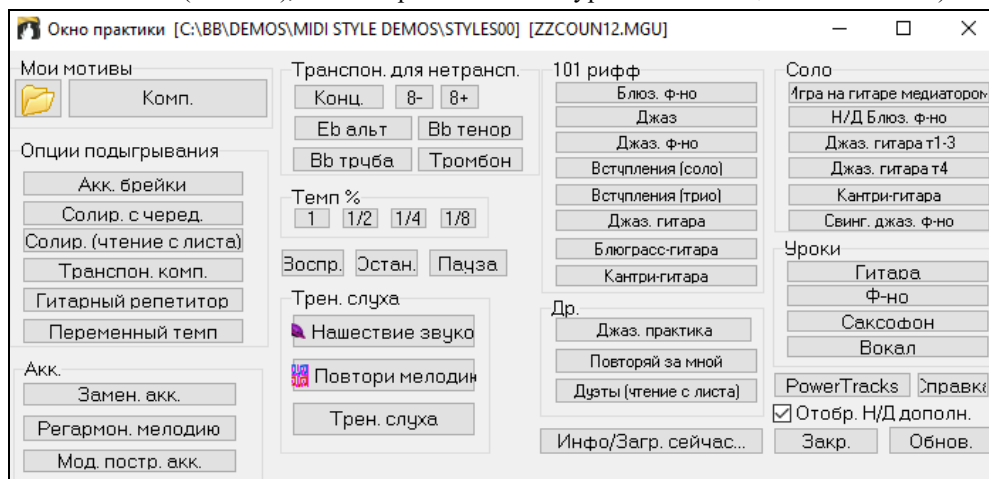 Окно практики [C:\BB\DEMOS\MIDI STYLE DEMOS\STYLES00] [ZZCOUN12.MGU]
Мои мотивы
Комп.
Опции подыгрывания
Акк. брейки
Солир. с черед.
Солир. (чтение с листа)
Транспон. комп.
Гитарный репетитор
Переменный темп
Акк.
Замен. акк.
Регармон. мелодию
Мод. постр. акк.
Транспон. для нетрансп.
Конц. 8- 8+
Eb альт Bb тенор
Bb труба Тромбон
Темп %
1 1/2 1/4 1/8
Воспр. Остан. Пауза
Трен. слуха
Нашествие звуко
Повтори мелодин
Трен. слуха
101 рифф
Блюз. ф-но
Джаз
Джаз. ф-но
Вступления (соло)
Вступления (трио)
Джаз. гитара
Блюграсс-гитара
Кантри-гитара
Др.
Джаз. практика
Повторяй за мной
Дуэты (чтение с листа)
Инфо/Загр. сейчас...
Соло
Игра на гитаре медиатором
Н/Д Блюз. ф-но
Джаз. гитара т1-3
Джаз. гитара т4
Кантри-гитара
Свинг. джаз. ф-но
Уроки
Гитара
Ф-но
Саксофон
Вокал
PowerTracks Справка
Отобр. Н/Д дополн.
Закр. Обнов.